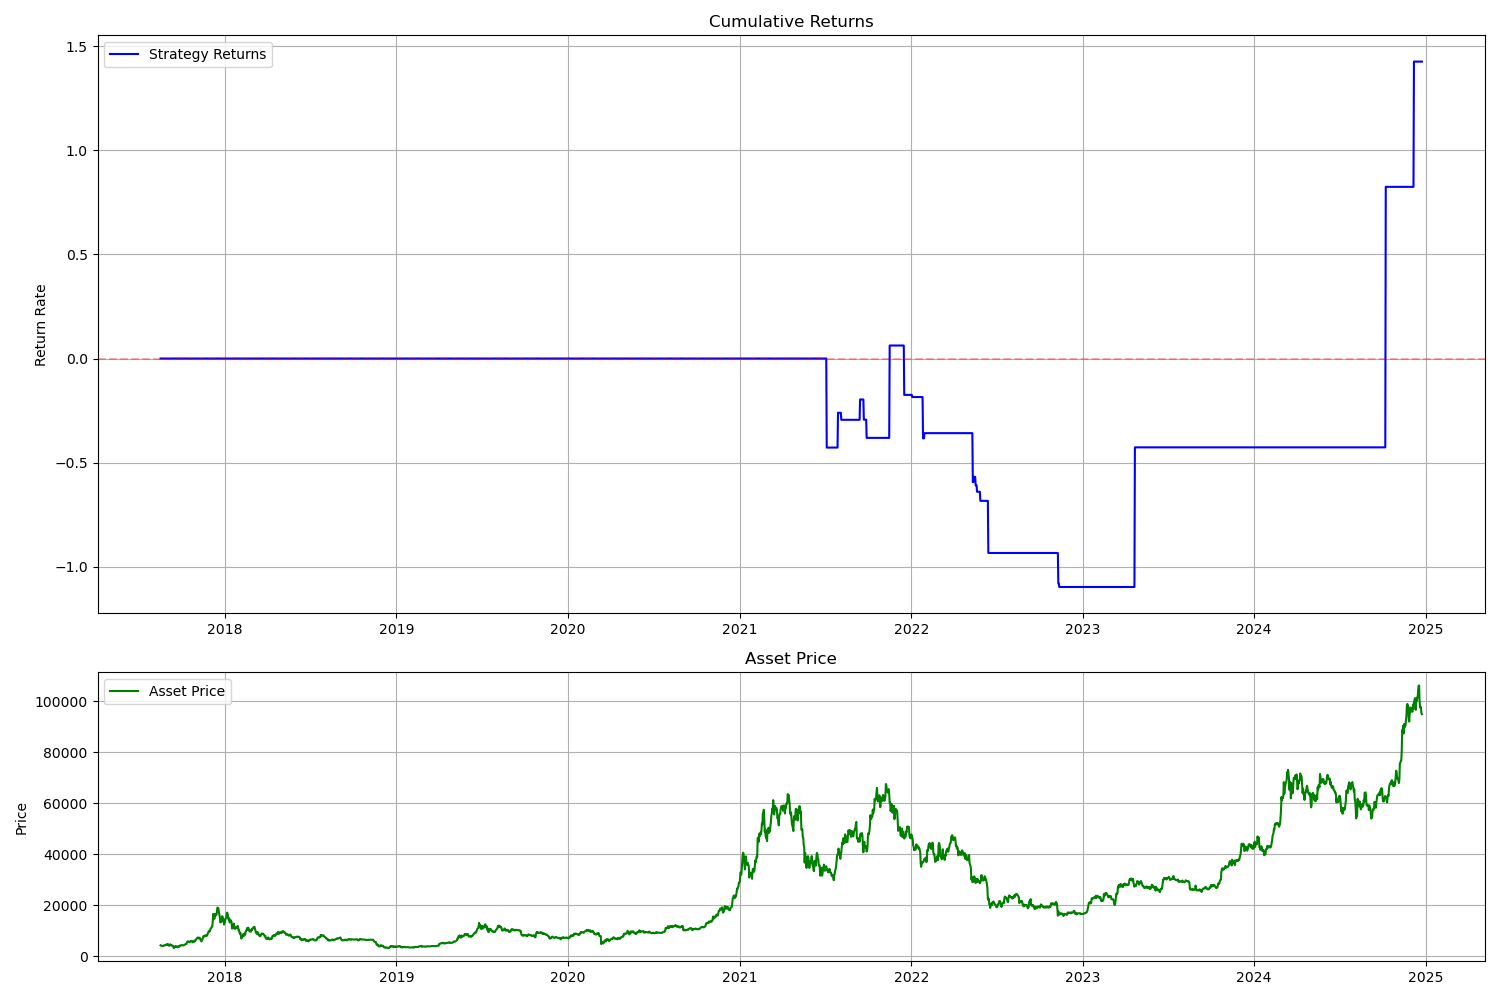 Cumulative Returns
Strategy Returns
1.5
1.0
0.5
0.0
−0.5
−1.0
Return Rate
2018 2019 2020 2021 2022 2023 2024 2025
Asset Price
Asset Price
100000
80000
60000
40000
20000
0
Price
2018 2019 2020 2021 2022 2023 2024 2025